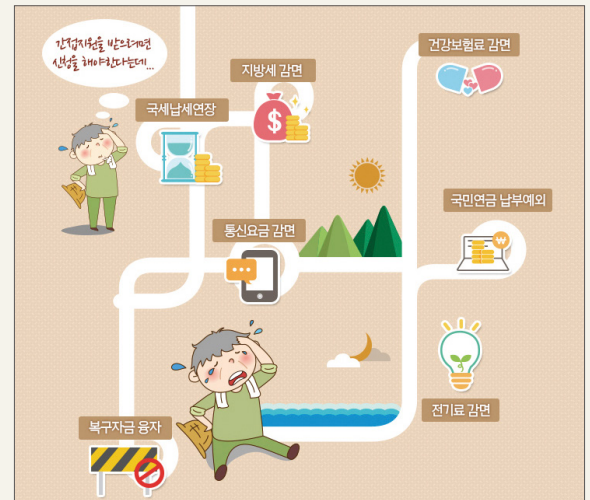 간접지원을 받으려면
신청을 해야한다는데...
건강보험료 감면
지방세 감면
국세납세연장
국민연금 납부예외
통신요금 감면
전기료 감면
복구자금 융자